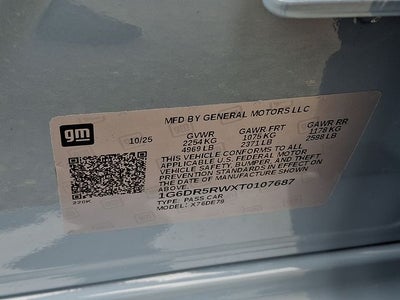 MFD BY GENERAL MOTORS LLC
gm
10/25
GVWR GAWR FRT GAWR RR
2254 KG 1075 KG 1178 KG
4969 LB 2371 LB 2588 LB
THIS VEHICLE CONFORMS TO ALL
APPLICABLE U.S. FEDERAL MOTOR
VEHICLE SAFETY, BUMPER, AND THEFT
PREVENTION STANDARDS IN EFFECT ON
THE DATE OF MANUFACTURE SHOWN
ABOVE.
1G6DR5RWXT0107687
TYPE: PASS CAR
MODEL: X76DE79